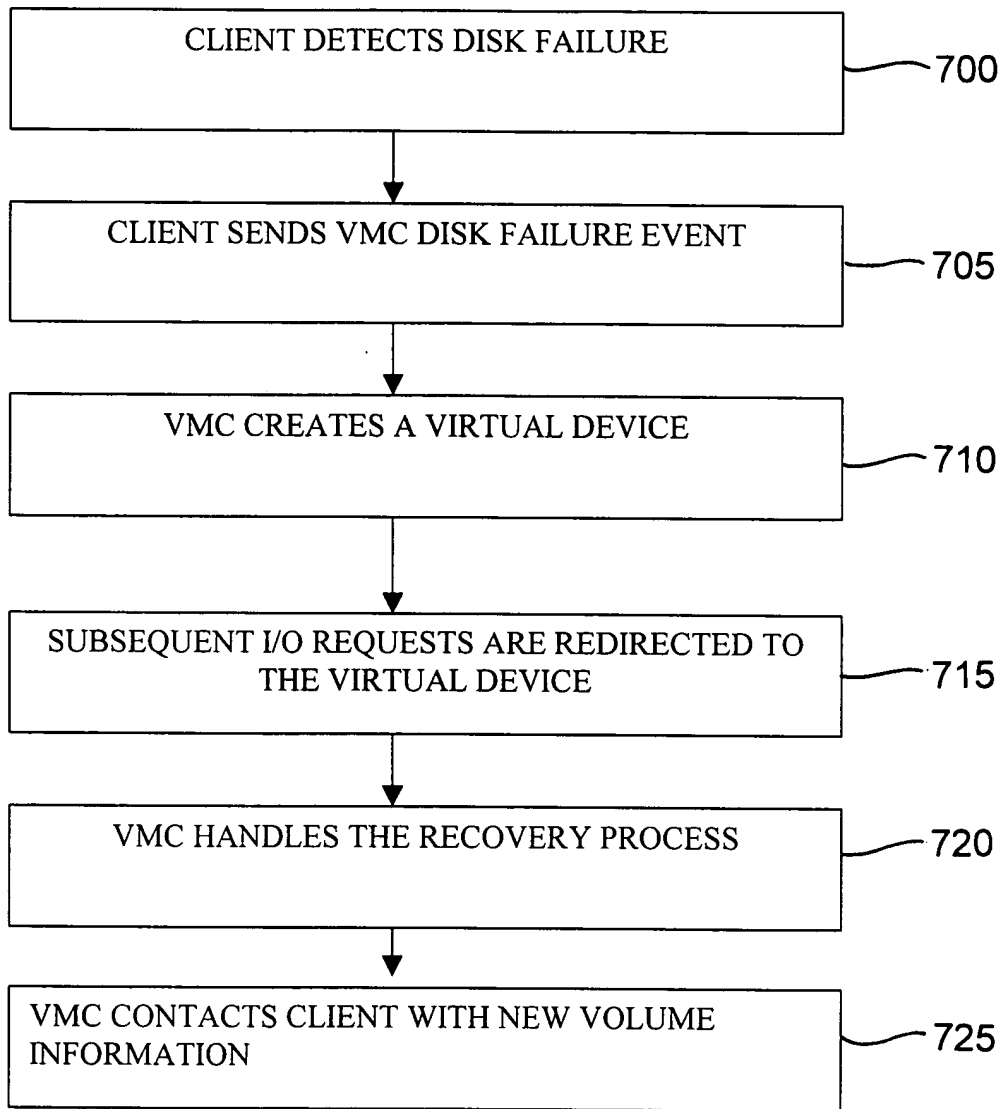 CLIENT DETECTS DISK FAILURE
700
CLIENT SENDS VMC DISK FAILURE EVENT
705
VMC CREATES A VIRTUAL DEVICE
710
SUBSEQUENT I/O REQUESTS ARE REDIRECTED TO
THE VIRTUAL DEVICE
715
VMC HANDLES THE RECOVERY PROCESS
720
VMC CONTACTS CLIENT WITH NEW VOLUME
INFORMATION
725